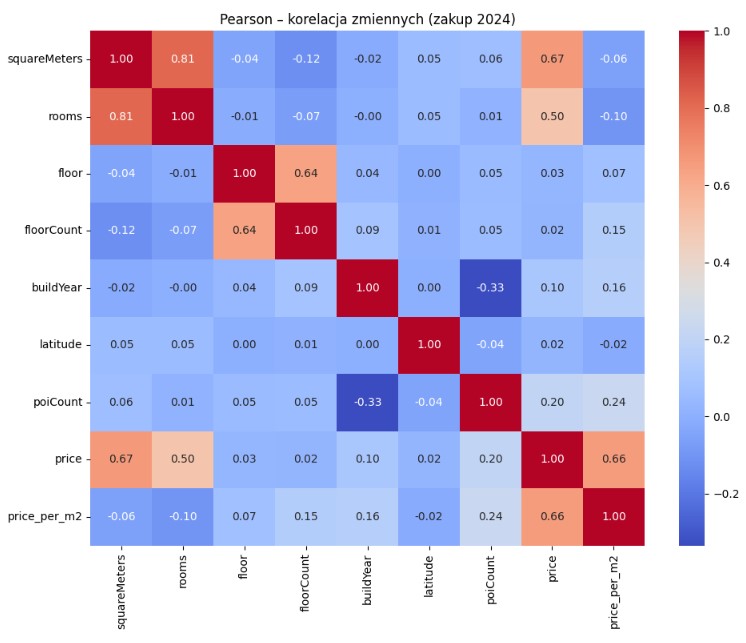 Pearson – korelacja zmiennych (zakup 2024)
squareMeters 1.00 0.81 -0.04 -0.12 -0.02 0.05 0.06 0.67 -0.06
rooms 0.81 1.00 -0.01 -0.07 -0.00 0.05 0.01 0.50 -0.10
floor -0.04 -0.01 1.00 0.64 0.04 0.00 0.05 0.03 0.07
floorCount -0.12 -0.07 0.64 1.00 0.09 0.01 0.05 0.02 0.15
buildYear -0.02 -0.00 0.04 0.09 1.00 0.00 -0.33 0.10 0.16
latitude 0.05 0.05 0.00 0.01 0.00 1.00 -0.04 0.02 -0.02
poiCount 0.06 0.01 0.05 0.05 -0.33 -0.04 1.00 0.20 0.24
price 0.67 0.50 0.03 0.02 0.10 0.02 0.20 1.00 0.66
price_per_m2 -0.06 -0.10 0.07 0.15 0.16 -0.02 0.24 0.66 1.00
squareMeters
rooms
floor
floorCount
buildYear
latitude
poiCount
price
price_per_m2
1.0
0.8
0.6
0.4
0.2
0.0
−0.2